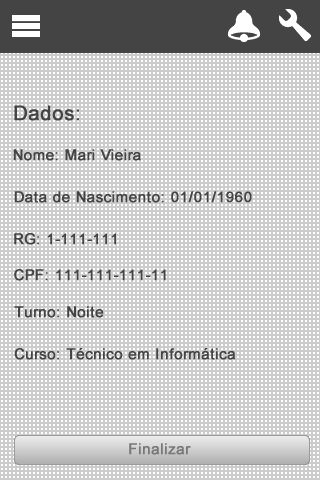 Dados:
Nome: Mari Vieira
Data de Nascimento: 01/01/1960
RG: 1-111-111
CPF: 111-111-111-11
Turno: Noite
Curso: Técnico em Informática
Finalizar